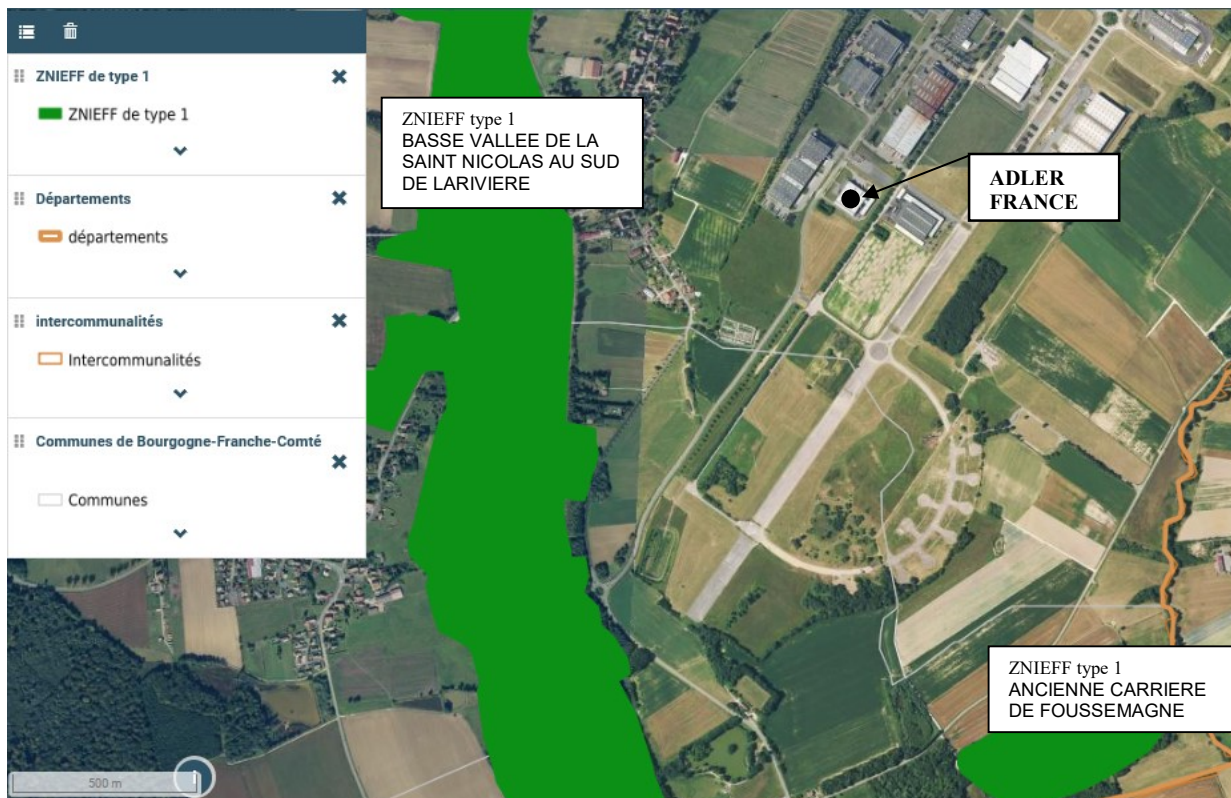 ZNIEFF de type 1
ZNIEFF de type 1
Départements
départements
intercommunalités
Intercommunalités
Communes de Bourgogne-Franche-Comté
Communes
500 m
ZNIEFF type 1
BASSE VALLEE DE LA
SAINT NICOLAS AU SUD
DE LARIVIERE
ADLER
FRANCE
ZNIEFF type 1
ANCIENNE CARRIERE
DE FOUSSEMAGNE